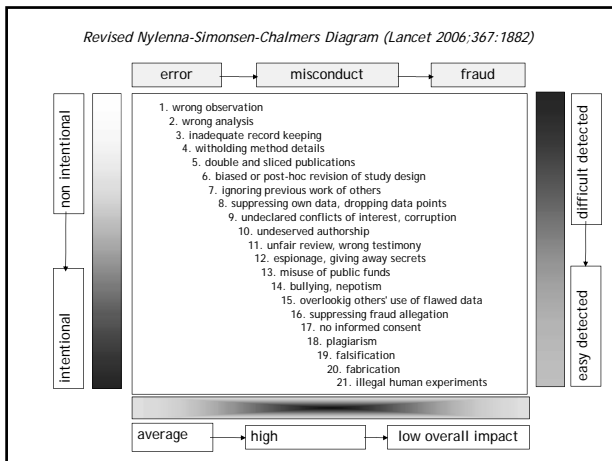 Revised Nylenna-Simonsen-Chalmers Diagram (Lancet 2006;367:1882)
error
misconduct
fraud
non intentional
intentional
1. wrong observation
2. wrong analysis
3. inadequate record keeping
4. witholding method details
5. double and sliced publications
6. biased or post-hoc revision of study design
7. ignoring previous work of others
8. suppressing own data, dropping data points
9. undeclared conflicts of interest, corruption
10. undeserved authorship
11. unfair review, wrong testimony
12. espionage, giving away secrets
13. misuse of public funds
14. bullying, nepotism
15. overlookig others' use of flawed data
16. suppressing fraud allegation
17. no informed consent
18. plagiarism
19. falsification
20. fabrication
21. illegal human experiments
difficult detected
easy detected
average
high
low overall impact